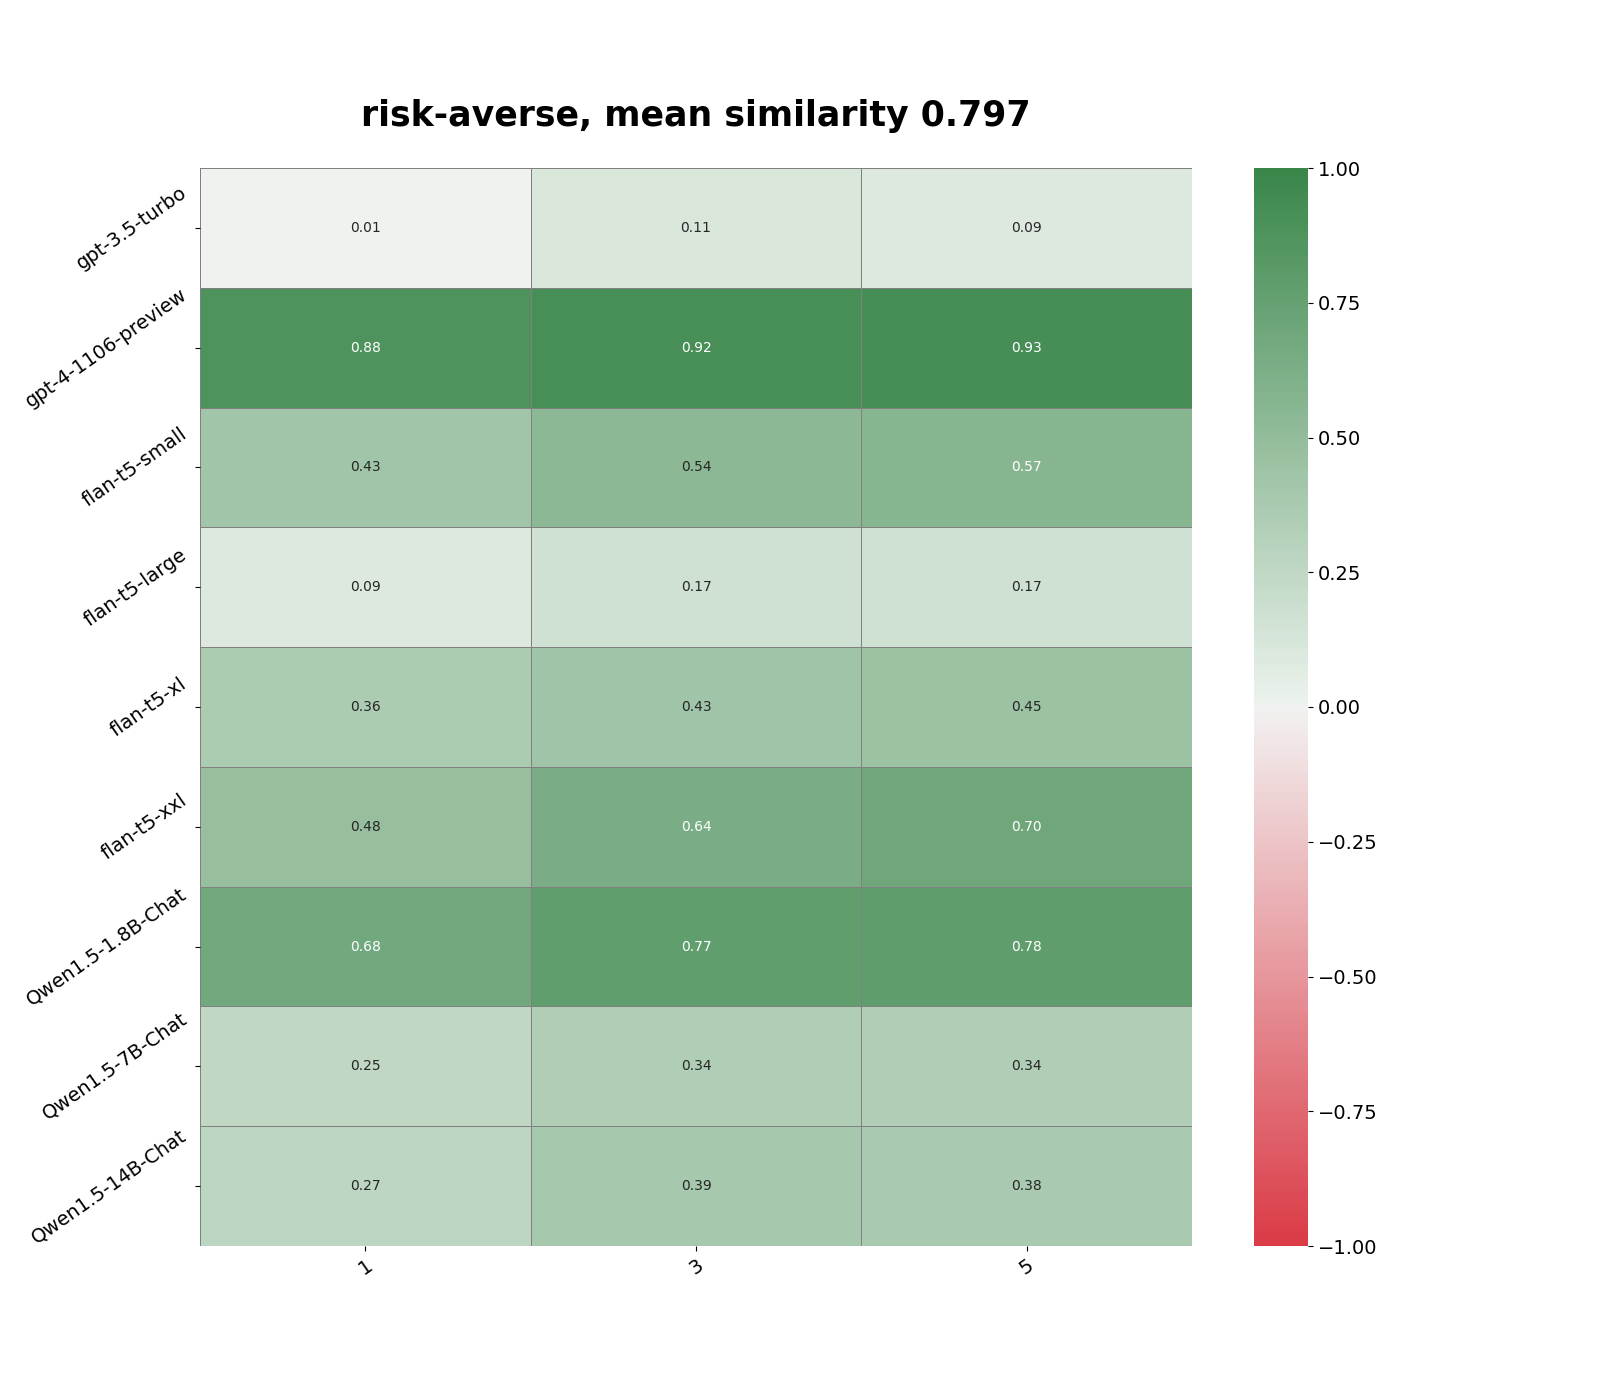 risk-averse, mean similarity 0.797
gpt-3.5-turbo 0.01 0.11 0.09
gpt-4-1106-preview 0.88 0.92 0.93
flan-t5-small 0.43 0.54 0.57
flan-t5-large 0.09 0.17 0.17
flan-t5-xl 0.36 0.43 0.45
flan-t5-xxl 0.48 0.64 0.70
Qwen1.5-1.8B-Chat 0.68 0.77 0.78
Qwen1.5-7B-Chat 0.25 0.34 0.34
Qwen1.5-14B-Chat 0.27 0.39 0.38
1 3 5
1.00
0.75
0.50
0.25
0.00
−0.25
−0.50
−0.75
−1.00